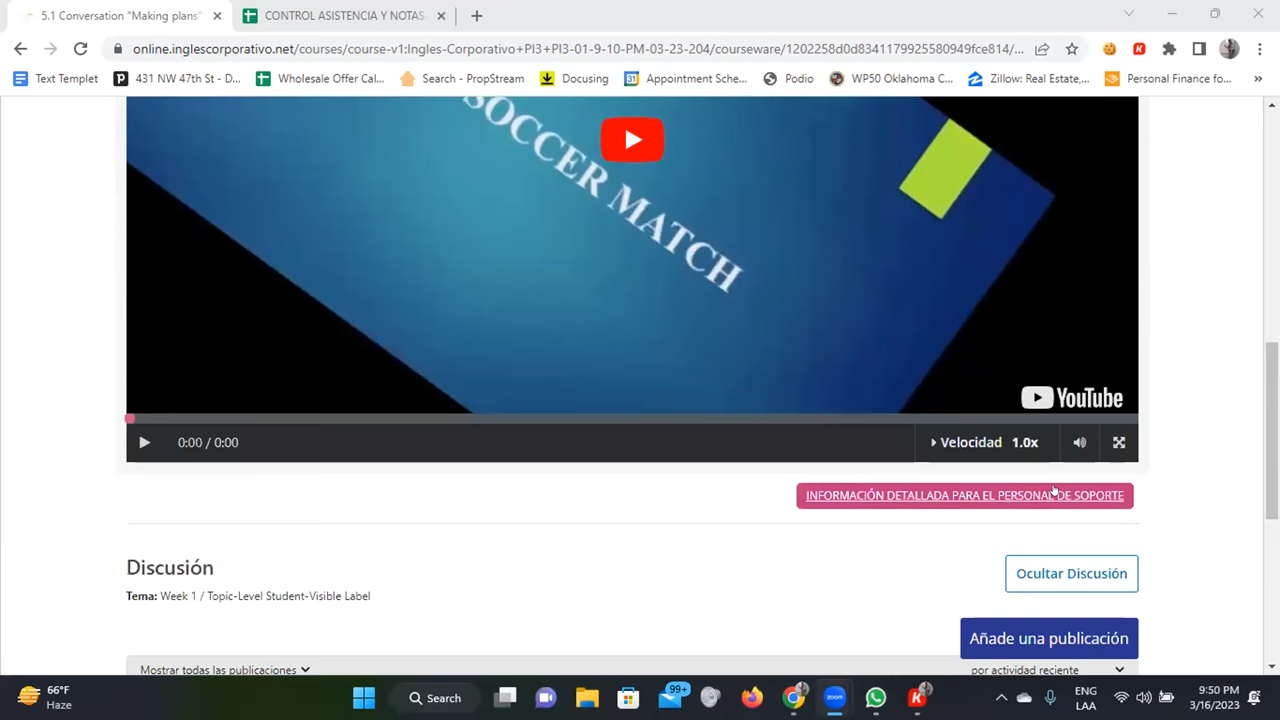 5.1 Conversation "Making plans"
CONTROL ASISTENCIA Y NOTAS
online.inglescorporativo.net/courses/course-v1:Ingles-Corporativo+PI3+PI3-01-9-10-PM-03-23-204/courseware/1202258d0d8341179925580949fce814/...
Text Templet
431 NW 47th St - D...
Wholesale Offer Cal...
Search - PropStream
Docusing
Appointment Sche...
Podio
WP50 Oklahoma C...
Zillow: Real Estate,...
Personal Finance fo...
SOCCER MATCH
YouTube
0:00 / 0:00
Velocidad 1.0x
INFORMACIÓN DETALLADA PARA EL PERSONAL DE SOPORTE
Discusión
Ocultar Discusión
Tema: Week 1 / Topic-Level Student-Visible Label
Añade una publicación
Mostrar todas las publicaciones
por actividad reciente
66°F
Haze
Search
99+
ENG
LAA
9:50 PM
3/16/2023